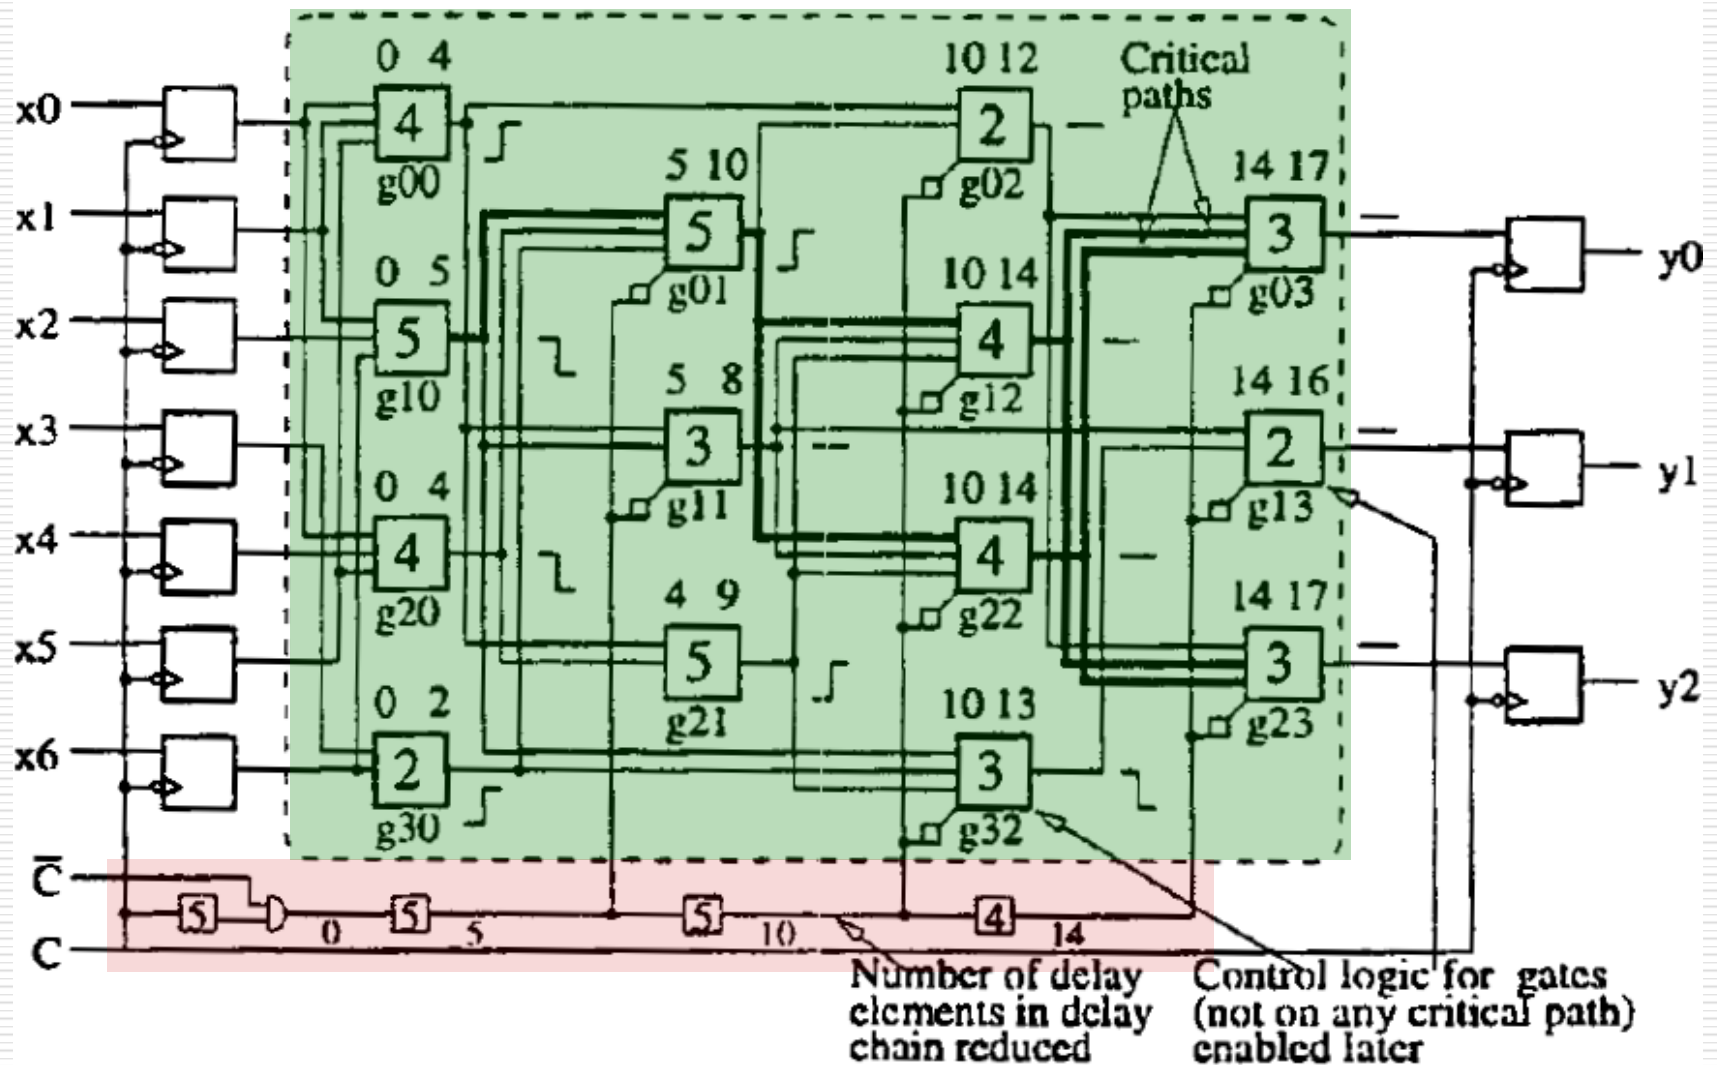 0 4
10 12
Critical
paths
x0
4
2
g00
5 10
g02
14 17
x1
5
3
y0
0 5
g01
10 14
g03
x2
5
4
g10
5 8
g12
14 16
x3
3
2
y1
0 4
g11
10 14
g13
x4
4
4
g20
4 9
g22
14 17
x5
5
3
y2
0 2
g21
10 13
g23
x6
2
3
g30
g32
C̅
5
5
5
4
0
5
10
14
C
Number of delay
elements in delay
chain reduced
Control logic for gates
(not on any critical path)
enabled later